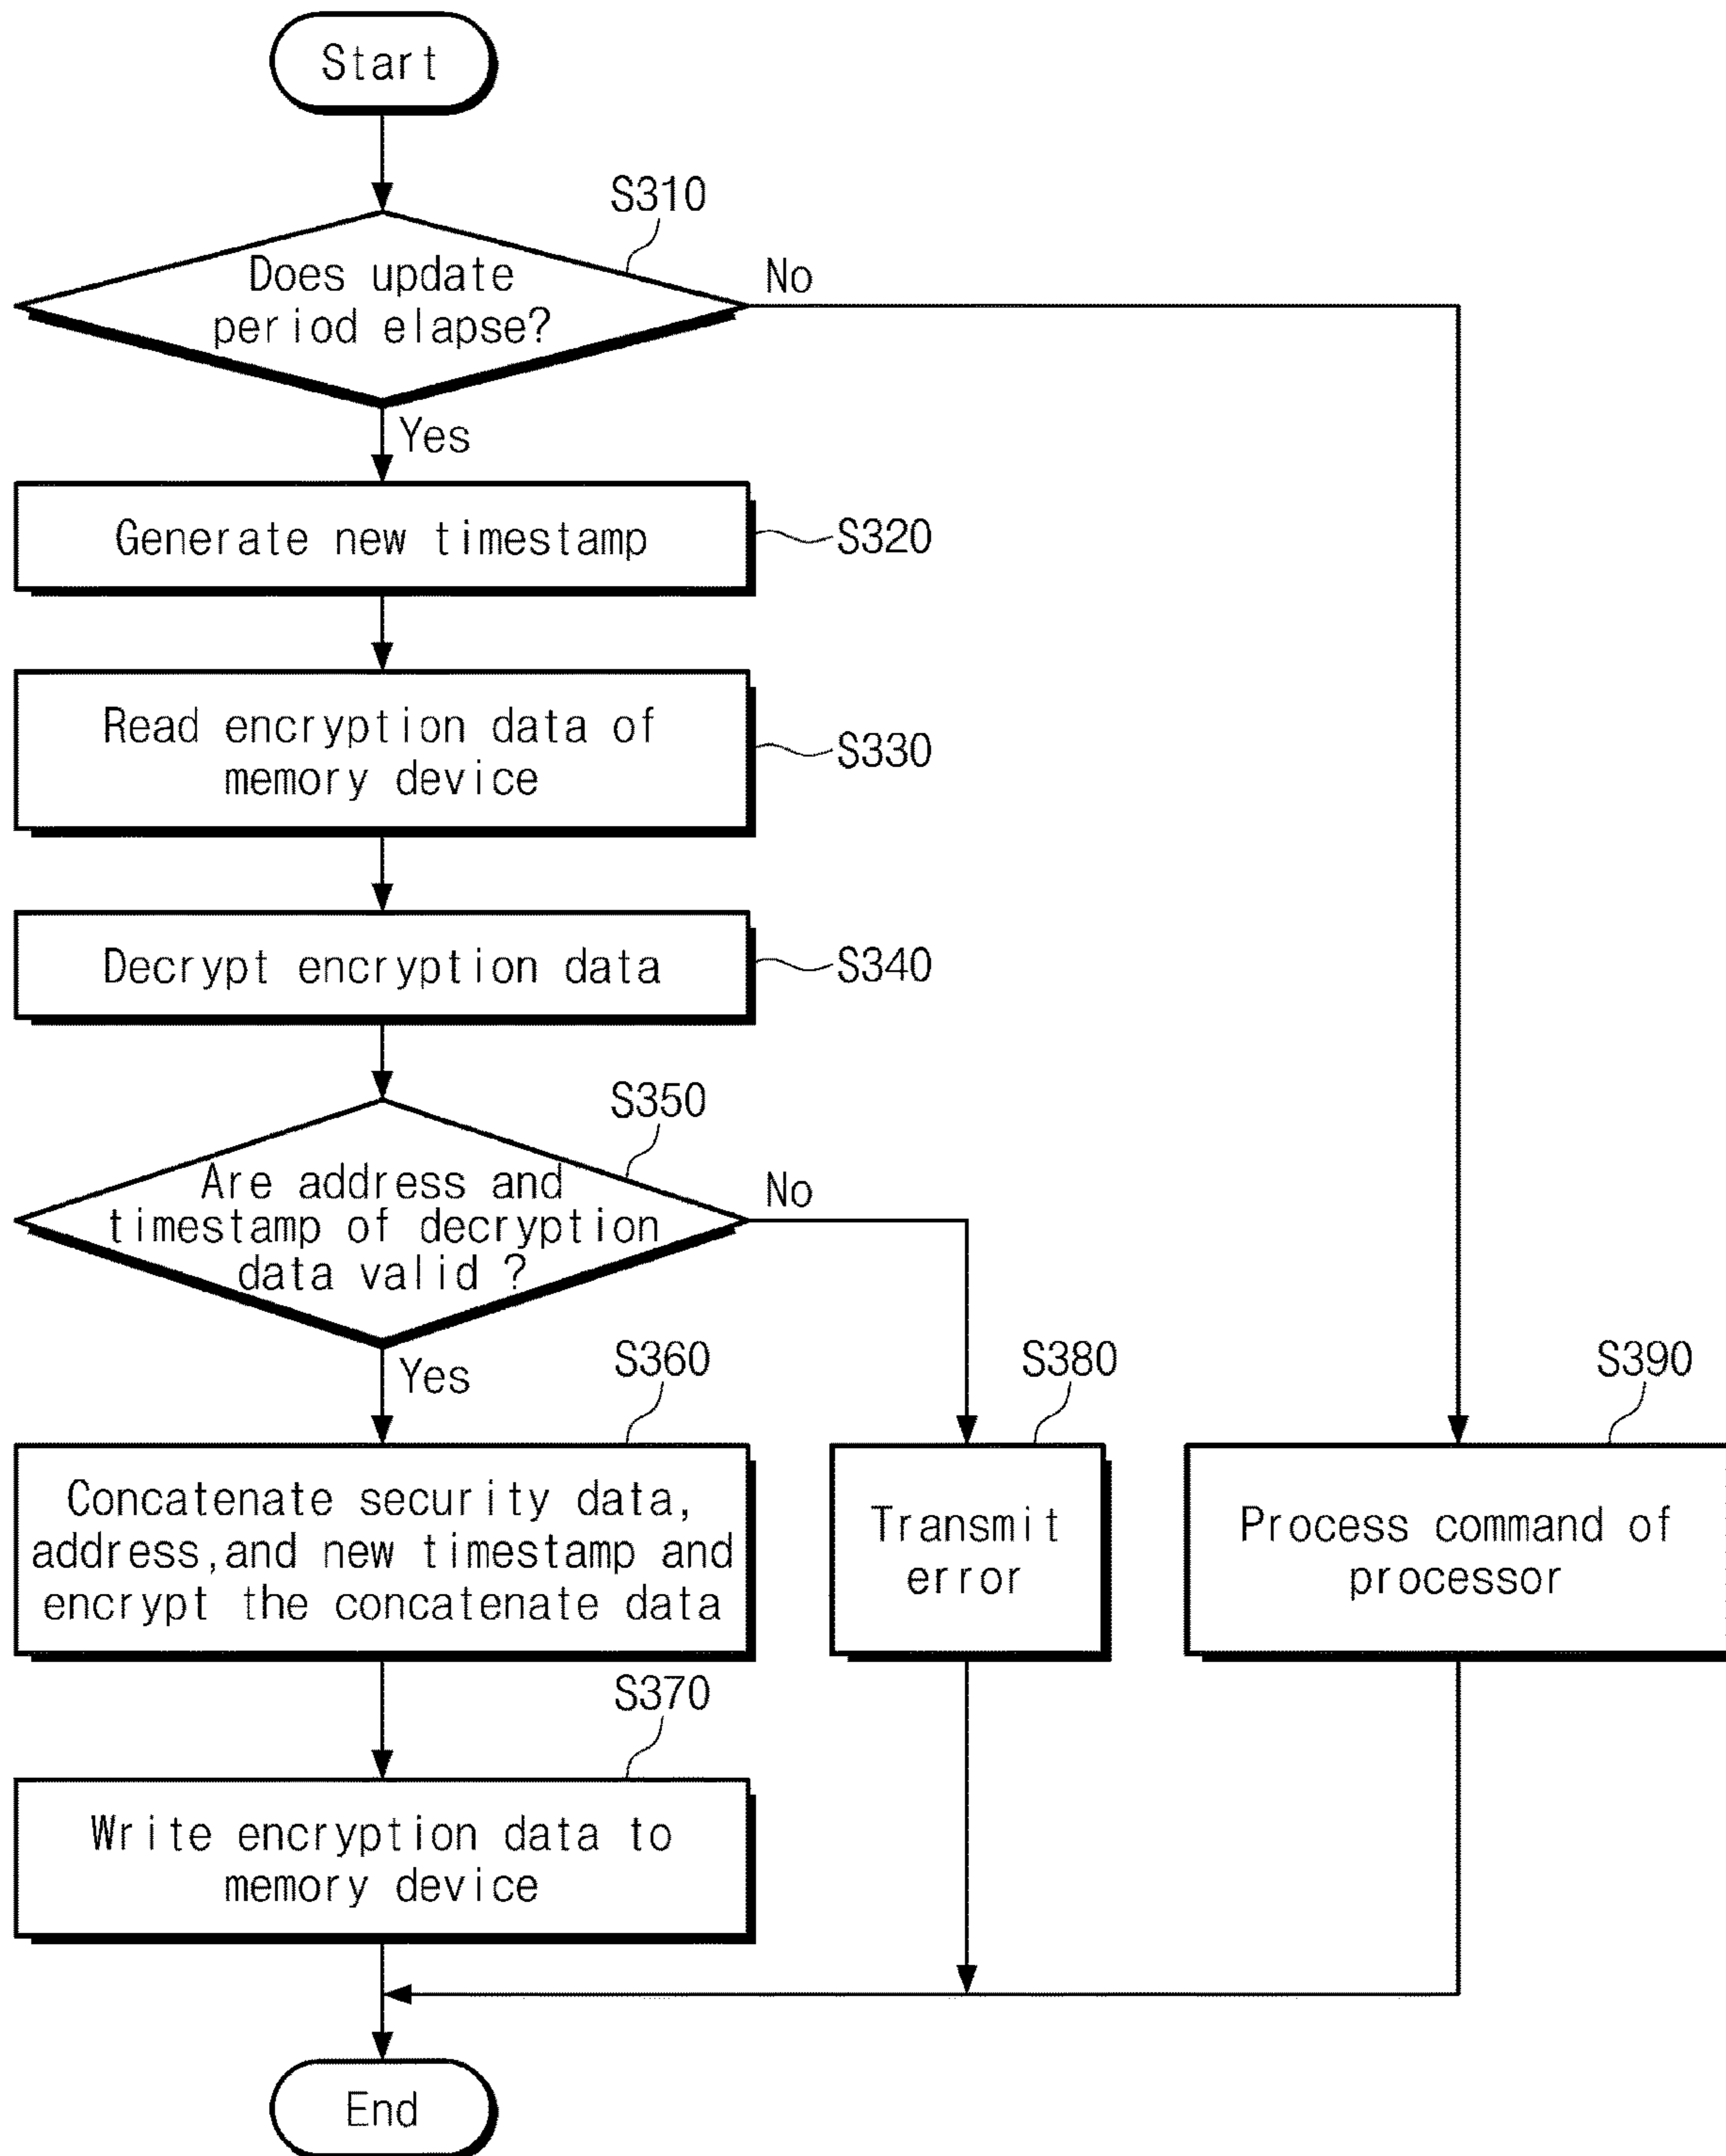 Start
S310
Does update
period elapse?
No
Yes
Generate new timestamp
S320
Read encryption data of
memory device
S330
Decrypt encryption data
S340
S350
Are address and
timestamp of decryption
data valid ?
No
Yes
S360
S380
S390
Concatenate security data,
address,and new timestamp and
encrypt the concatenate data
Transmit
error
Process command of
processor
S370
Write encryption data to
memory device
End